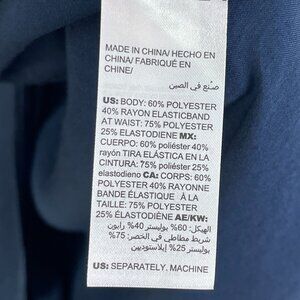 MADE IN CHINA/ HECHO EN
CHINA/ FABRIQUÉ EN
CHINE/
صنع في الصين
US: BODY: 60% POLYESTER
40% RAYON ELASTICBAND
AT WAIST: 75% POLYESTER
25% ELASTODIENE MX:
CUERPO: 60% poliéster 40%
rayón TIRA ELÁSTICA EN LA
CINTURA: 75% poliéster 25%
elastodieno CA: CORPS: 60%
POLYESTER 40% RAYONNE
BANDE ÉLASTIQUE À LA
TAILLE: 75% POLYESTER
25% ÉLASTODIÈNE AE/KW:
الهيكل: 60% بوليستر 40% رايون
شريط مطاطي في الخصر: 75%
بوليستر 25% إيلاستوديين
US: SEPARATELY. MACHINE